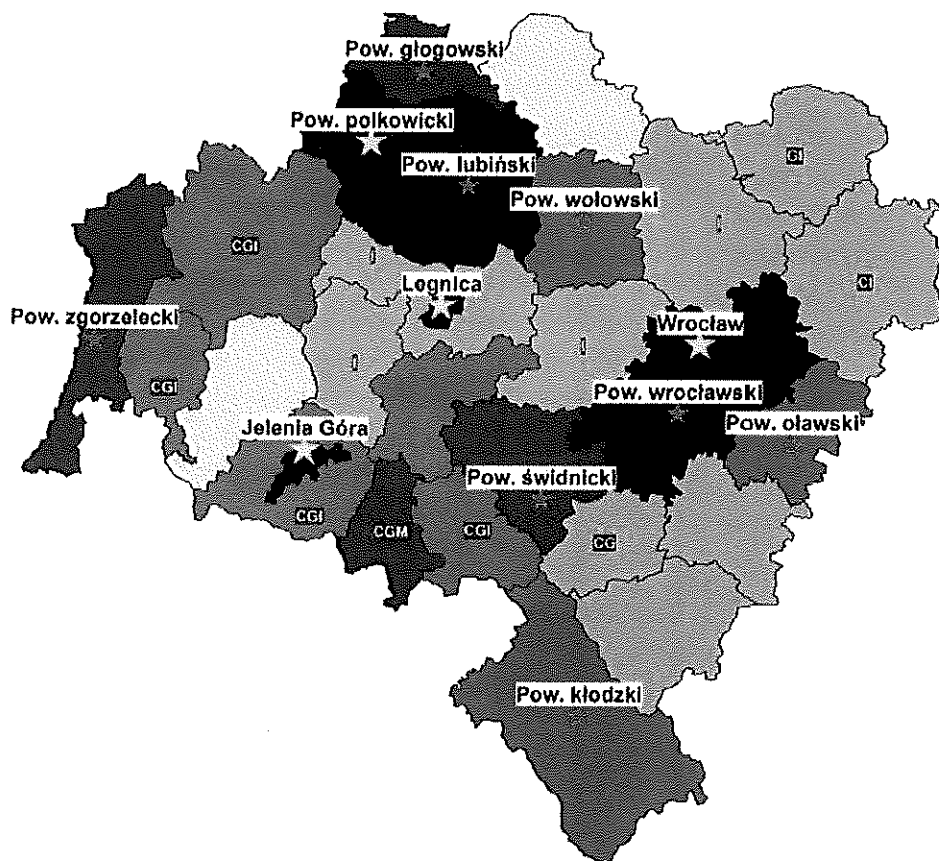 Pow. głogowski
Pow. polkowicki
GI
Pow. lubiński
Pow. wołowski
I
CGI
I
Legnica
CI
Pow. zgorzelecki
Wrocław
I
I
CGI
Pow. wrocławski
Jelenia Góra
Pow. oławski
Pow. świdnicki
CGI
CGM
CGI
CG
Pow. kłodzki